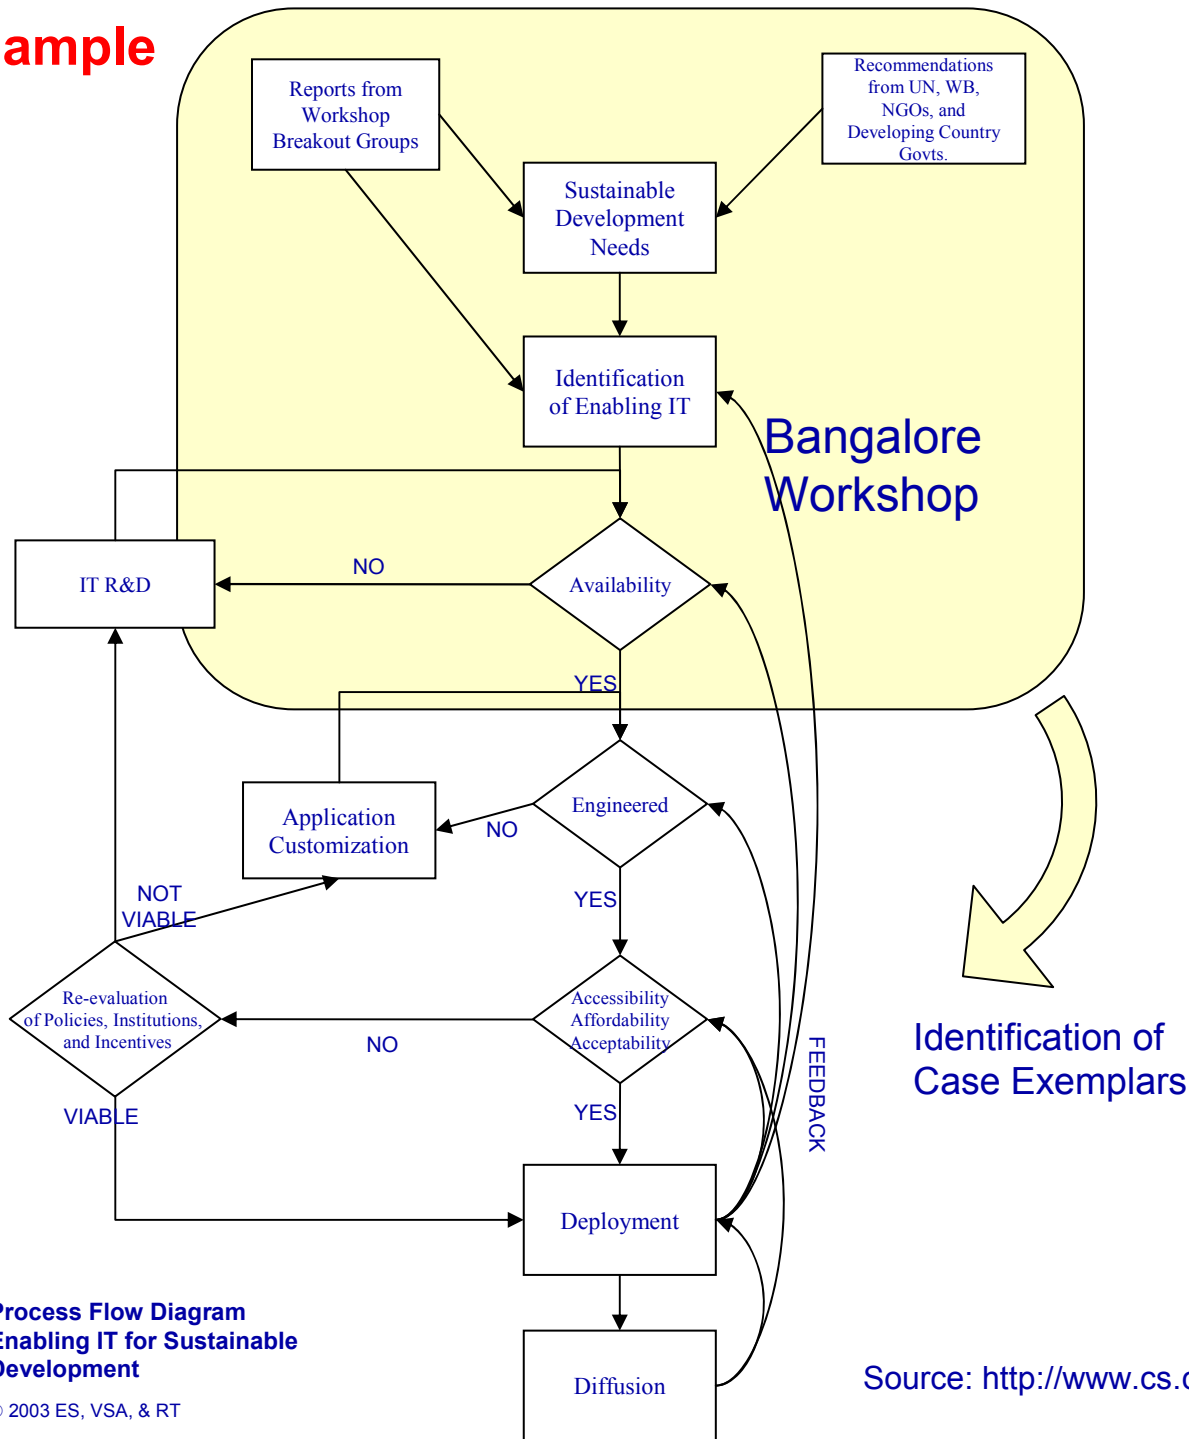 ample
Reports from
Workshop
Breakout Groups
Recommendations
from UN, WB,
NGOs, and
Developing Country
Govts.
Sustainable
Development
Needs
Identification
of Enabling IT
Bangalore
Workshop
IT R&D
NO
Availability
YES
Application
Customization
NO
Engineered
NOT
VIABLE
YES
Re-evaluation
of Policies, Institutions,
and Incentives
NO
Accessibility
Affordability
Acceptability
FEEDBACK
Identification of
Case Exemplars
VIABLE
YES
Deployment
Process Flow Diagram
Enabling IT for Sustainable
Development
© 2003 ES, VSA, & RT
Diffusion
Source: http://www.cs.